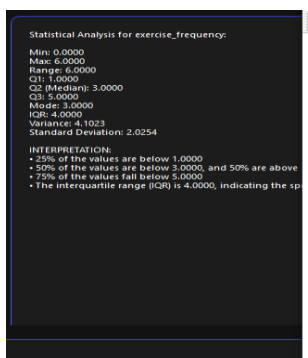 Statistical Analysis for exercise_frequency:
Min: 0.0000
Max: 6.0000
Range: 6.0000
Q1: 1.0000
Q2 (Median): 3.0000
Q3: 5.0000
Mode: 3.0000
IQR: 4.0000
Variance: 4.1023
Standard Deviation: 2.0254
INTERPRETATION:
• 25% of the values are below 1.0000
• 50% of the values are below 3.0000, and 50% are above
• 75% of the values fall below 5.0000
• The interquartile range (IQR) is 4.0000, indicating the